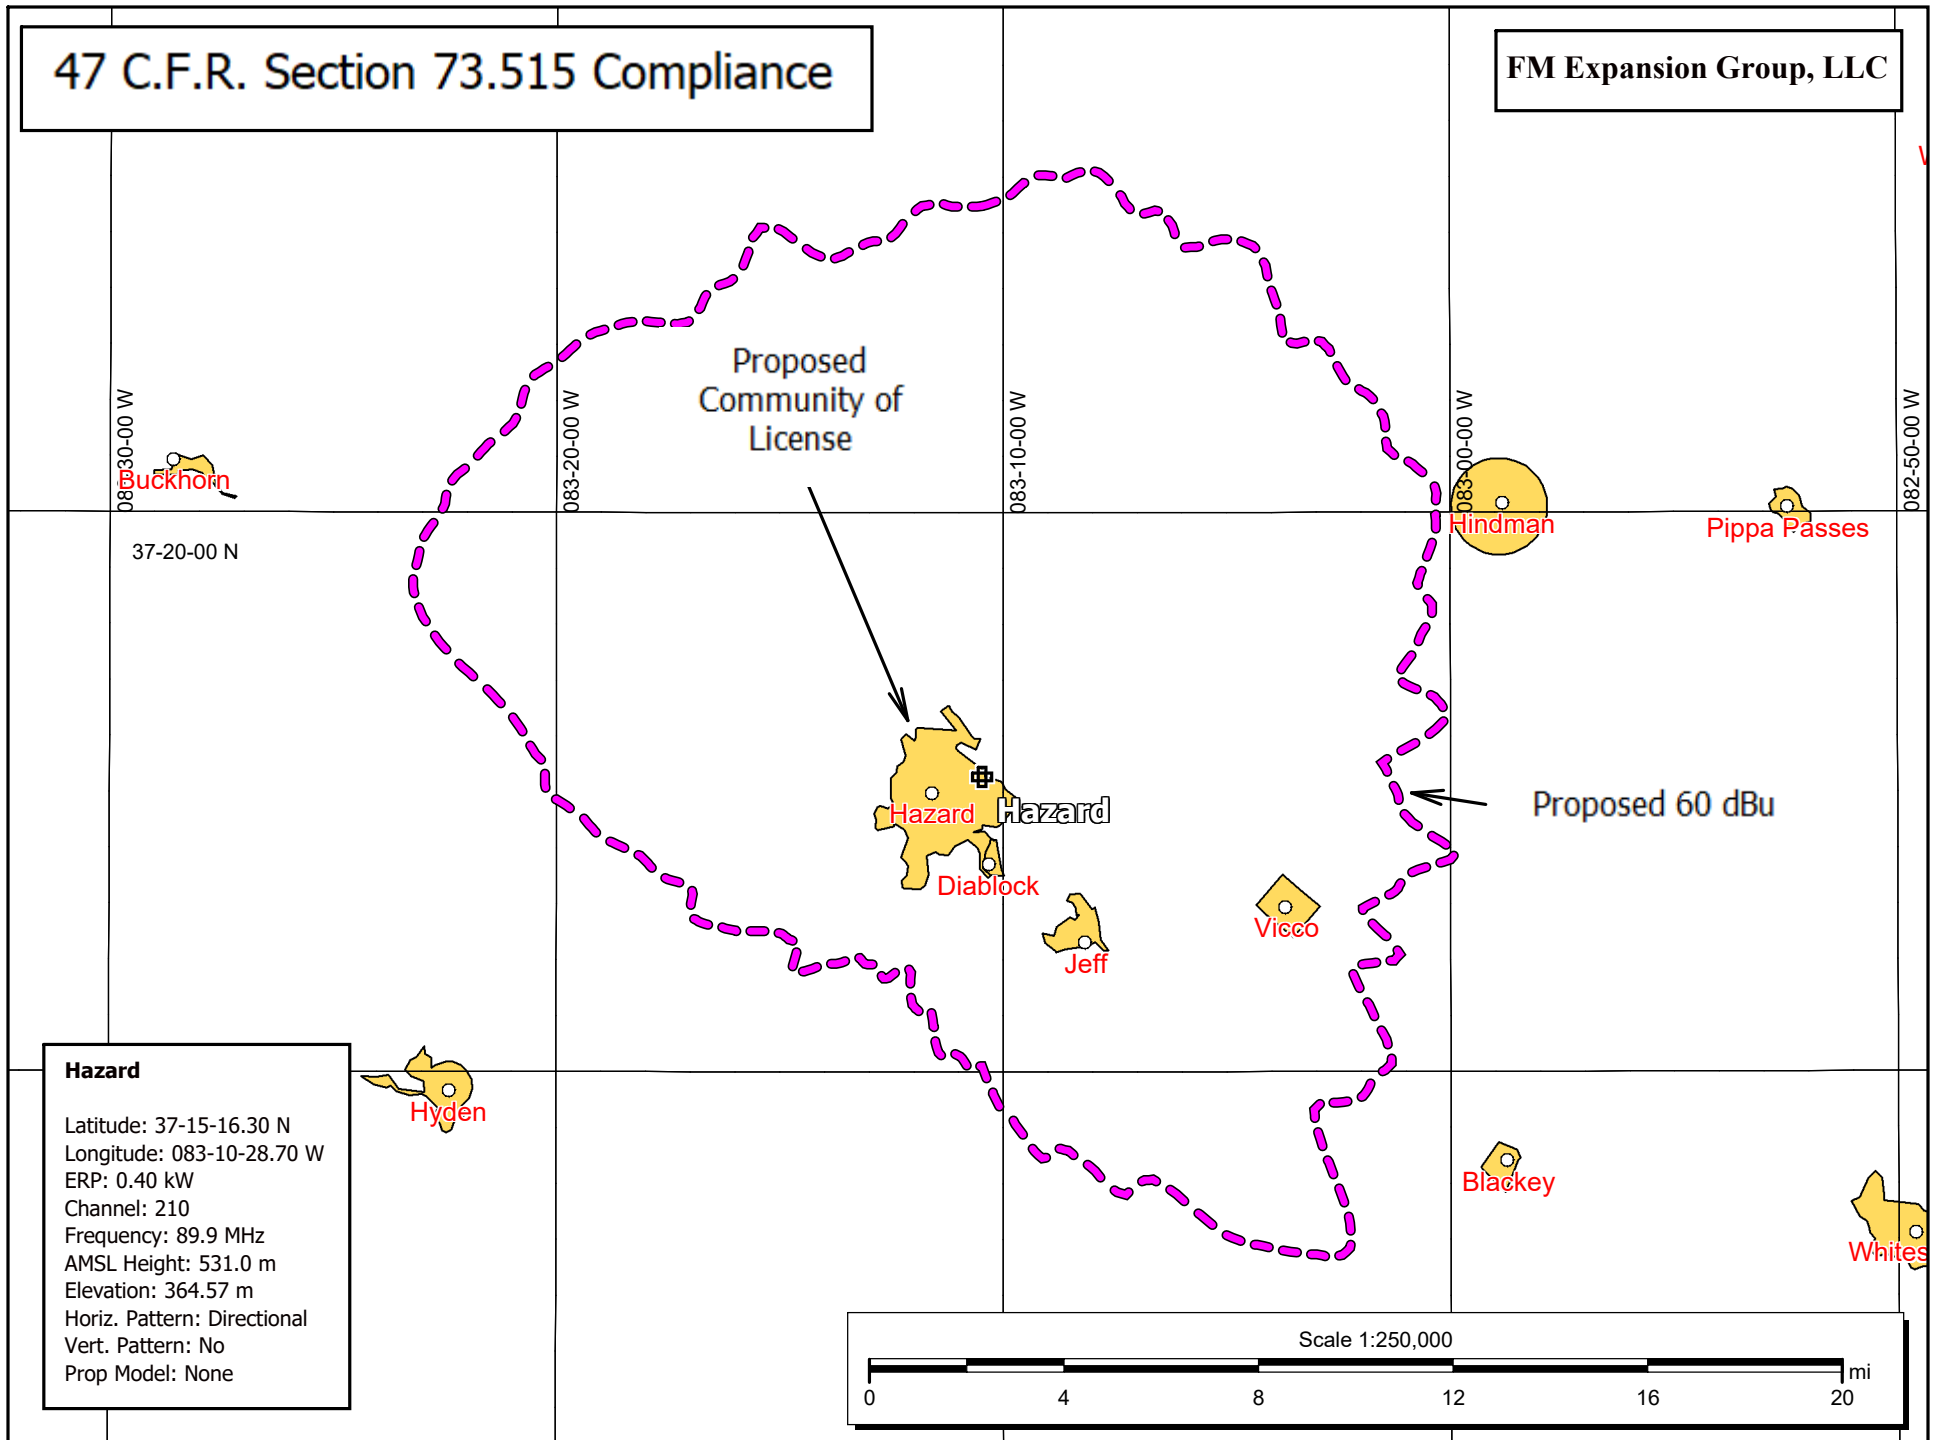 47 C.F.R. Section 73.515 Compliance
FM Expansion Group, LLC
Proposed
Community of
License
083-20-00 W
083-10-00 W
083-00-00 W
082-50-00 W
Buckhorn
37-20-00 N
Hindman
Pippa Passes
Hazard
Hazard
Proposed 60 dBu
Diablock
Vicco
Jeff
Hyden
Blackey
Whites
Hazard
Latitude: 37-15-16.30 N
Longitude: 083-10-28.70 W
ERP: 0.40 kW
Channel: 210
Frequency: 89.9 MHz
AMSL Height: 531.0 m
Elevation: 364.57 m
Horiz. Pattern: Directional
Vert. Pattern: No
Prop Model: None
Scale 1:250,000
mi
0 4 8 12 16 20